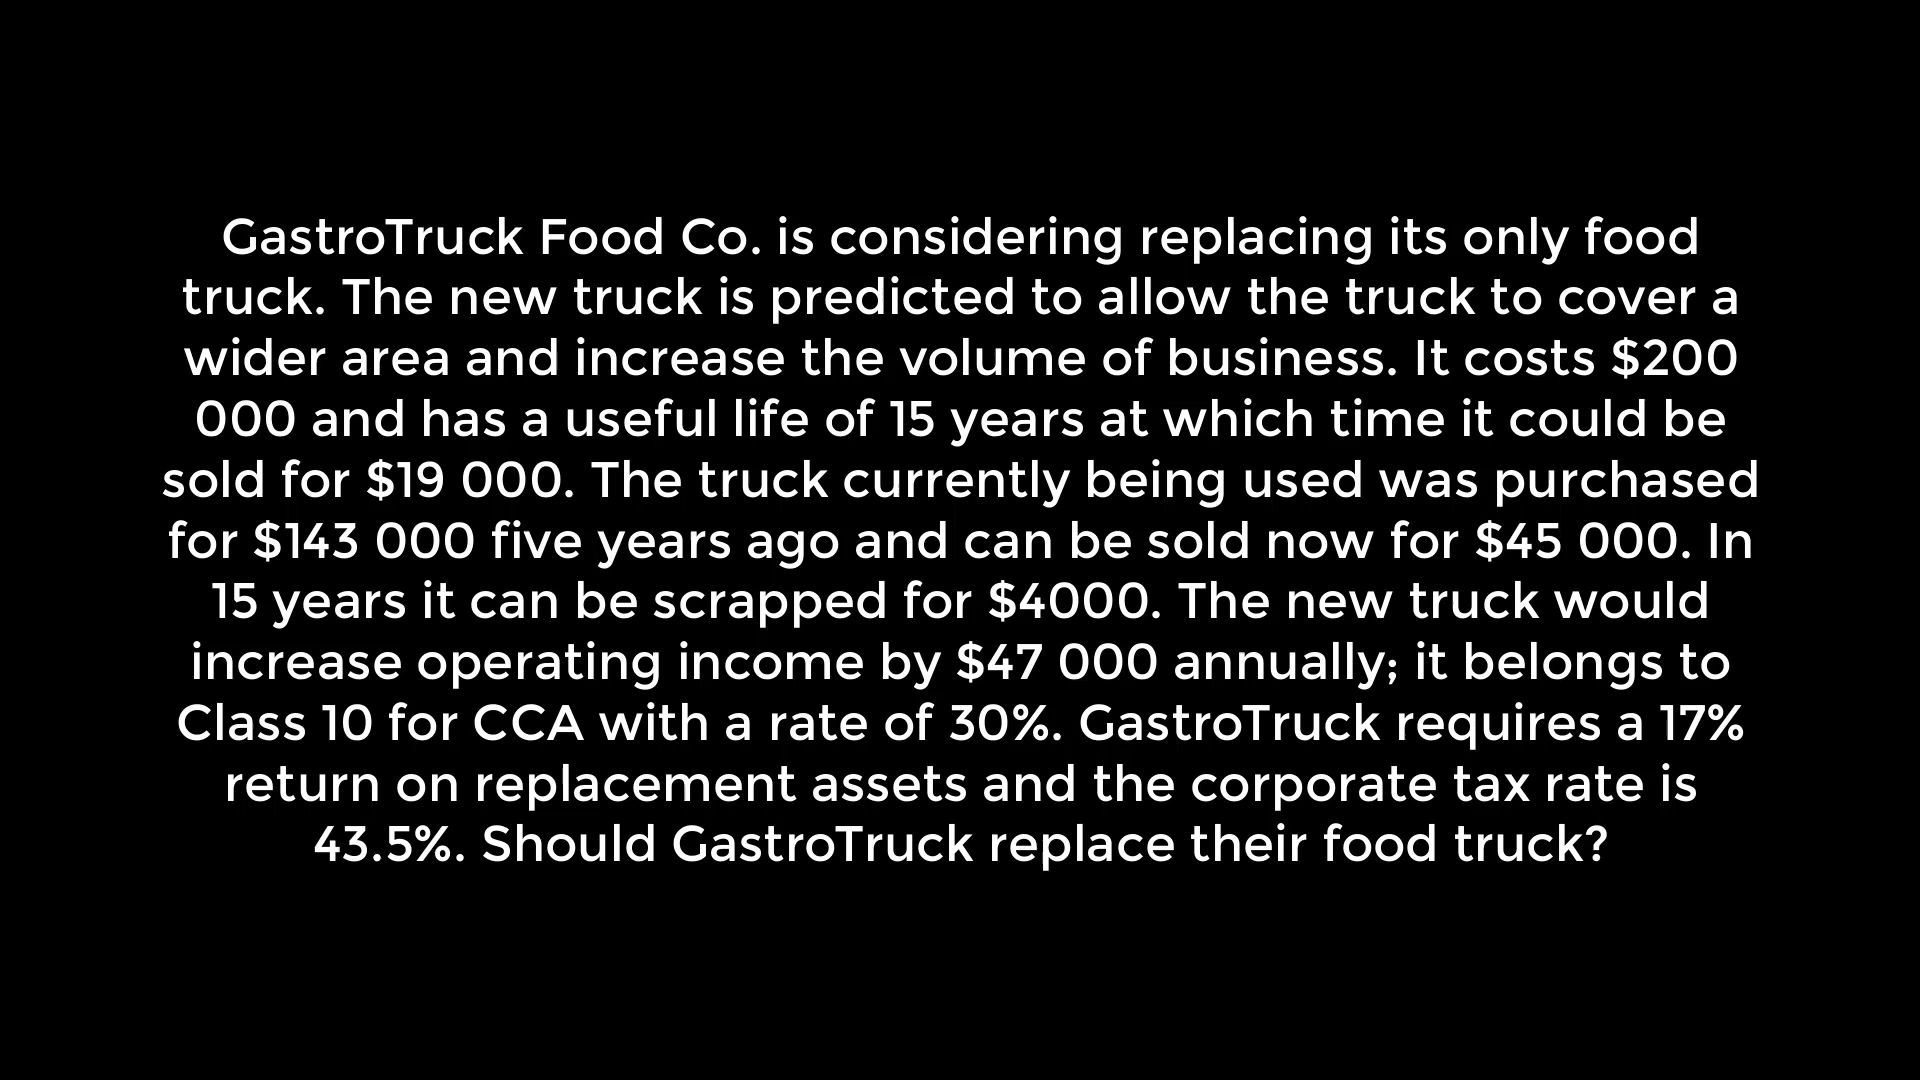 GastroTruck Food Co. is considering replacing its only food
truck. The new truck is predicted to allow the truck to cover a
wider area and increase the volume of business. It costs $200
000 and has a useful life of 15 years at which time it could be
sold for $19 000. The truck currently being used was purchased
for $143 000 five years ago and can be sold now for $45 000. In
15 years it can be scrapped for $4000. The new truck would
increase operating income by $47 000 annually; it belongs to
Class 10 for CCA with a rate of 30%. GastroTruck requires a 17%
return on replacement assets and the corporate tax rate is
43.5%. Should GastroTruck replace their food truck?